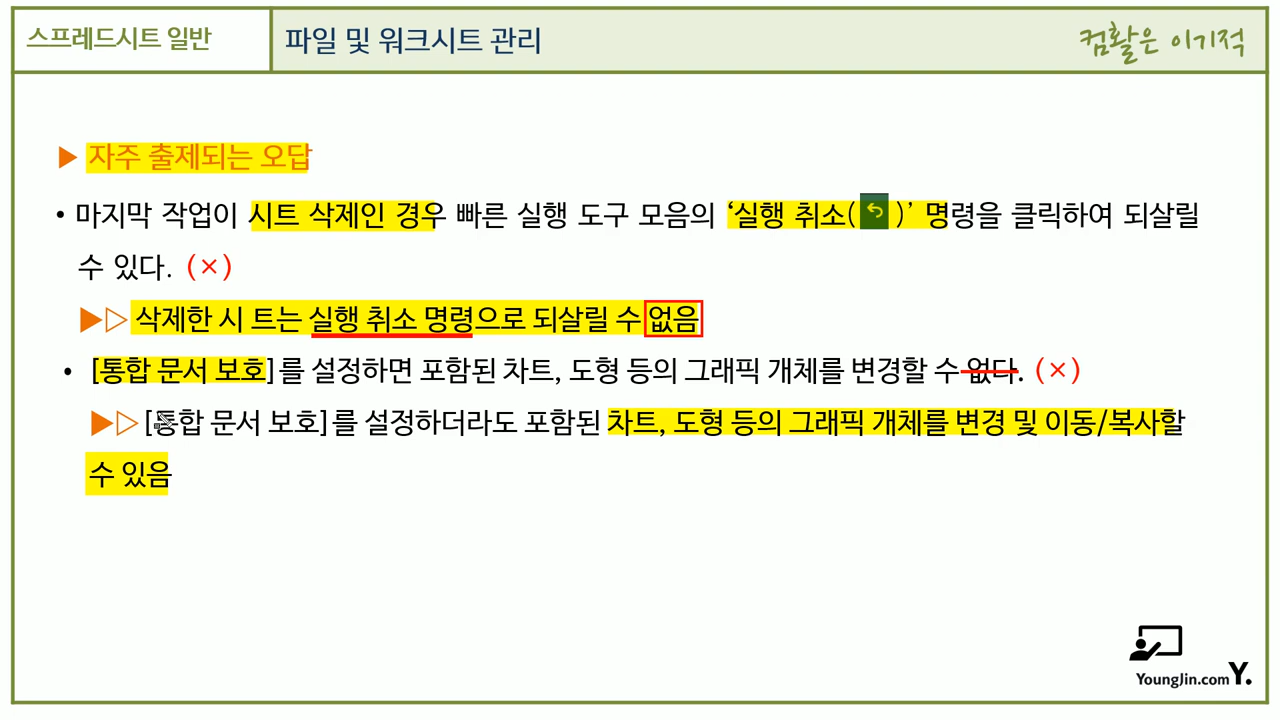 스프레드시트 일반
파일 및 워크시트 관리
컴활은 이기적
▶ 자주 출제되는 오답
• 마지막 작업이 시트 삭제인 경우 빠른 실행 도구 모음의 ‘실행 취소( )’ 명령을 클릭하여 되살릴
수 있다. (×)
▶▷ 삭제한 시 트는 실행 취소 명령으로 되살릴 수 없음
• [통합 문서 보호]를 설정하면 포함된 차트, 도형 등의 그래픽 개체를 변경할 수 없다. (×)
▶▷ [통합 문서 보호]를 설정하더라도 포함된 차트, 도형 등의 그래픽 개체를 변경 및 이동/복사할
수 있음
YoungJin.com Y.